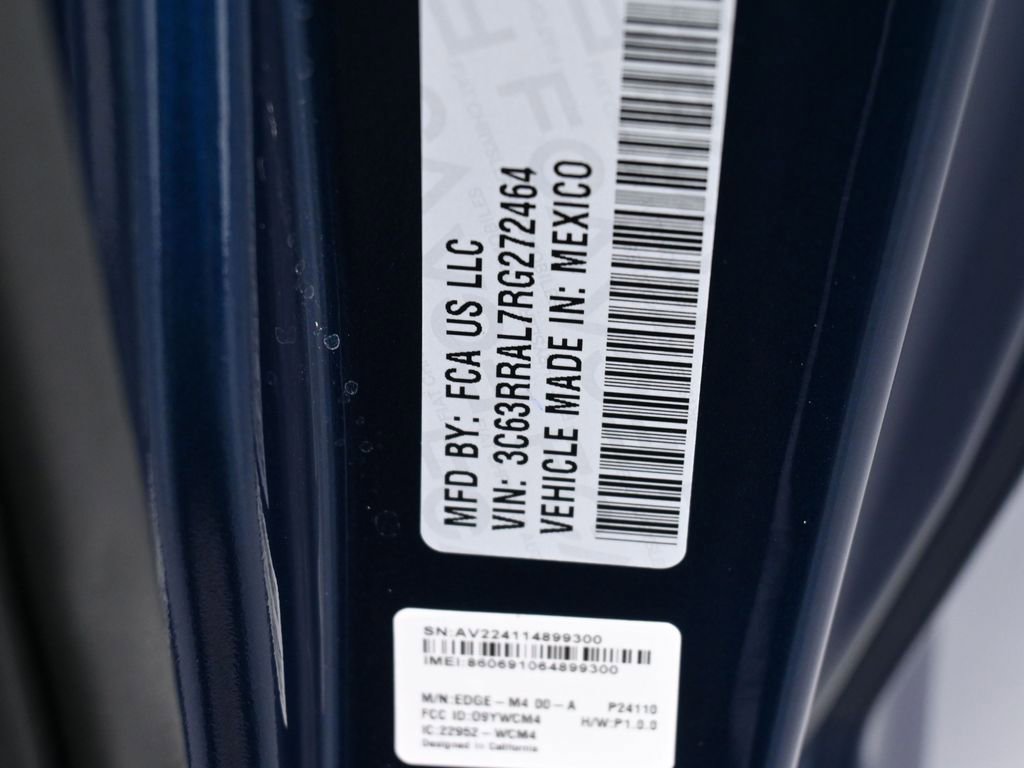 MFD BY: FCA US LLC
VIN: 3C63RRAL7RG272464
VEHICLE MADE IN: MEXICO
SN:AV224114899300
IMEI:860691064899300
M/N:EDGE-M4 00-A P24110
FCC ID:D9YWCM4 H/W:P1.0.0
IC:22952-WCM4
Designed in California